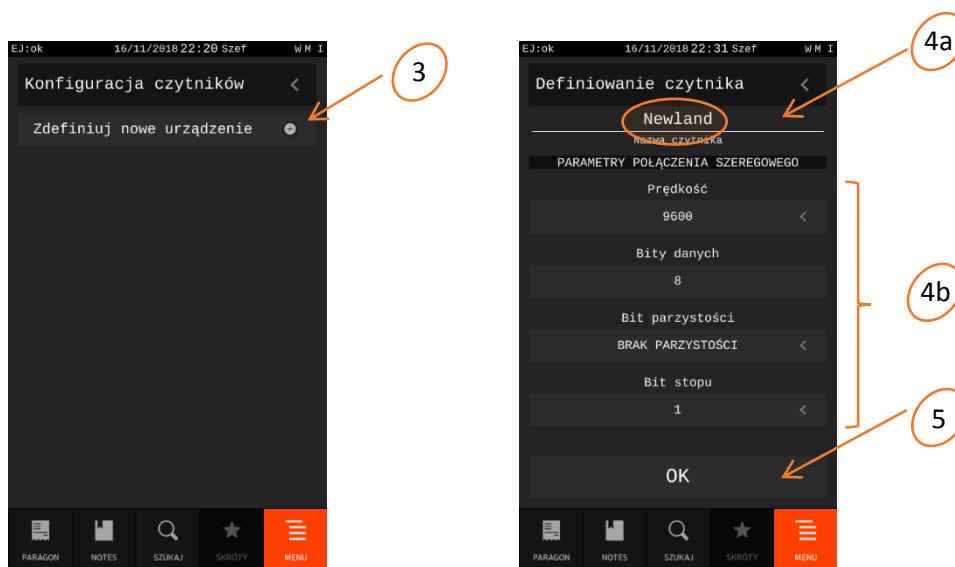 EJ:ok 16/11/2018 22:20 Szef W M I
Konfiguracja czytników <
Zdefiniuj nowe urządzenie
PARAGON NOTES SZUKAJ SKRÓTY MENU
3
EJ:ok 16/11/2018 22:31 Szef W M I
Definiowanie czytnika <
Newland
Nazwa czytnika
PARAMETRY POŁĄCZENIA SZEREGOWEGO
Prędkość
9600 <
Bity danych
8
Bit parzystości
BRAK PARZYSTOŚCI <
Bit stopu
1 <
OK
PARAGON NOTES SZUKAJ SKRÓTY MENU
4a
4b
5